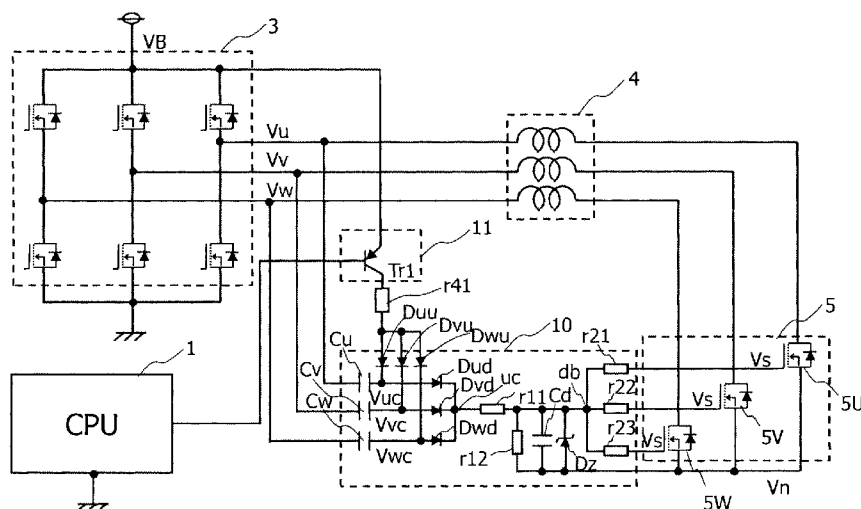 VB
3
4
Vu
Vv
Vw
11
Tr1
r41
Duu
Dvu
Dwu
10
5
r21
1
Cu
Cv
Cw
Dud
Dvd
uc
Dwd
r11
Cd
db
r22
r23
Vs
Vs
Vs
5U
5V
5W
CPU
Vuc
Vvc
Vwc
r12
Dz
Vn